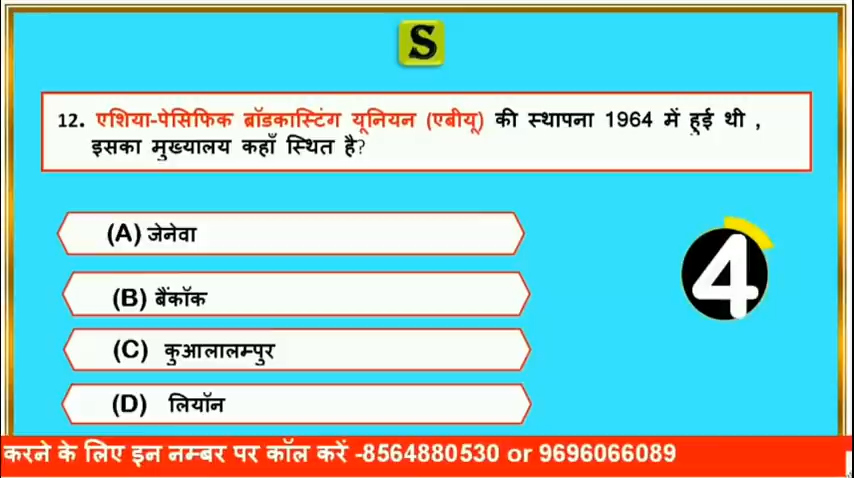 S
12. एशिया-पेसिफिक ब्रॉडकास्टिंग यूनियन (एबीयू) की स्थापना 1964 में हुई थी ,
इसका मुख्यालय कहाँ स्थित है?
(A) जेनेवा
(B) बैंकॉक
(C) कुआलालम्पुर
(D) लियॉन
4
करने के लिए इन नम्बर पर कॉल करें -8564880530 or 9696066089